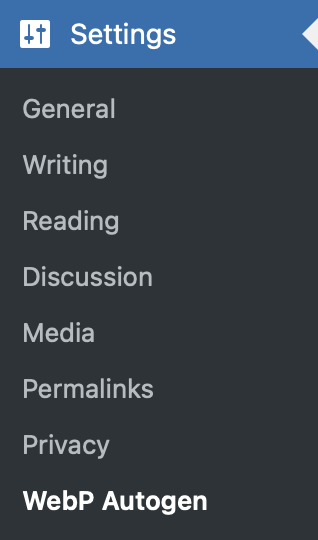 Settings
General
Writing
Reading
Discussion
Media
Permalinks
Privacy
WebP Autogen